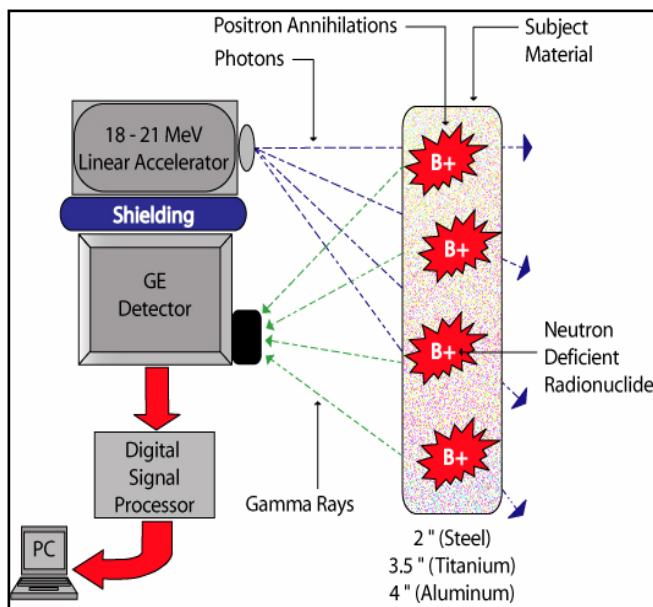 Positron Annihilations
Photons
Subject
Material
18 - 21 MeV
Linear Accelerator
Shielding
GE
Detector
B+
B+
B+
B+
Neutron
Deficient
Radionuclide
Digital
Signal
Processor
Gamma Rays
PC
2 " (Steel)
3.5 " (Titanium)
4 " (Aluminum)